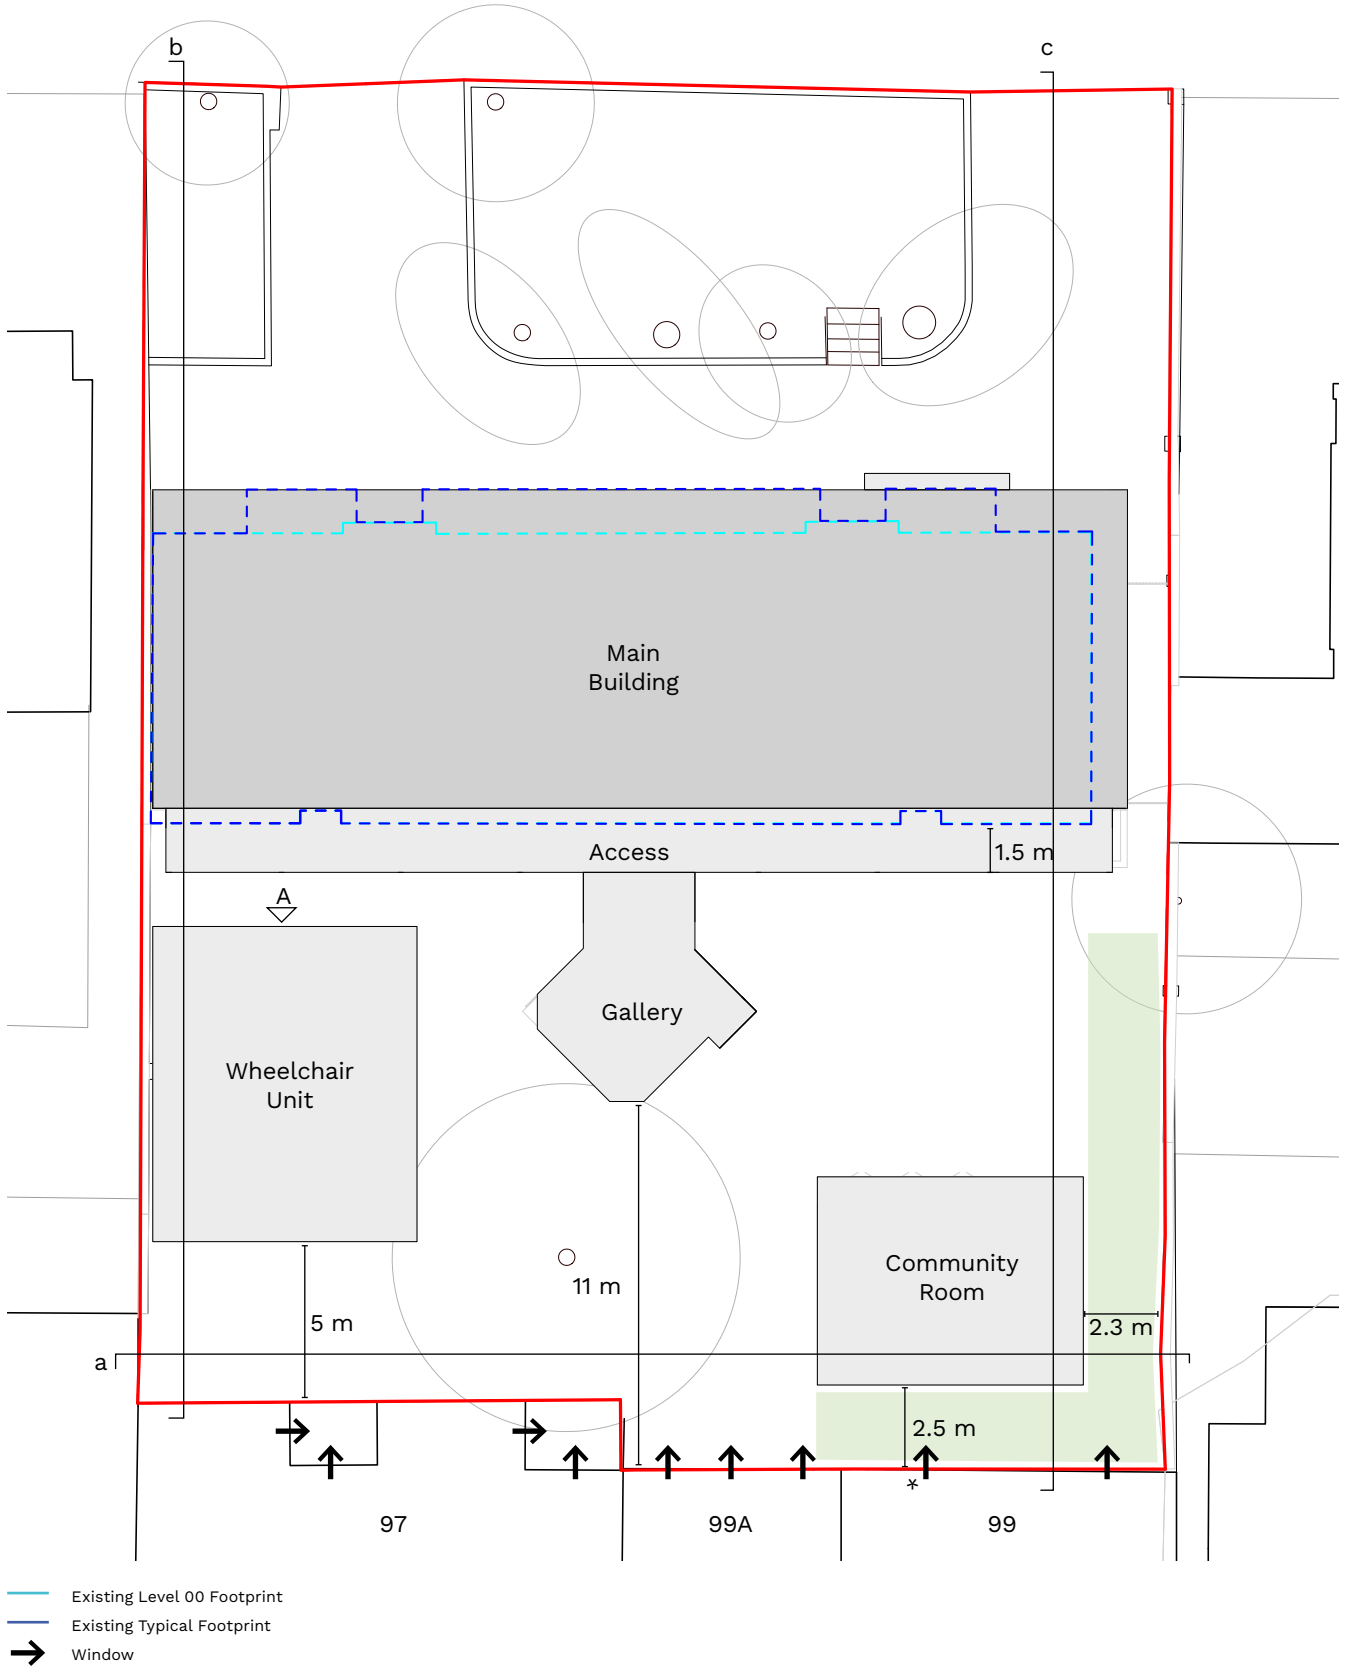 b
c
Main
Building
Access
1.5 m
A
Gallery
Wheelchair
Unit
Community
Room
11 m
5 m
2.3 m
a
2.5 m
*
97
99A
99
Existing Level 00 Footprint
Existing Typical Footprint
Window